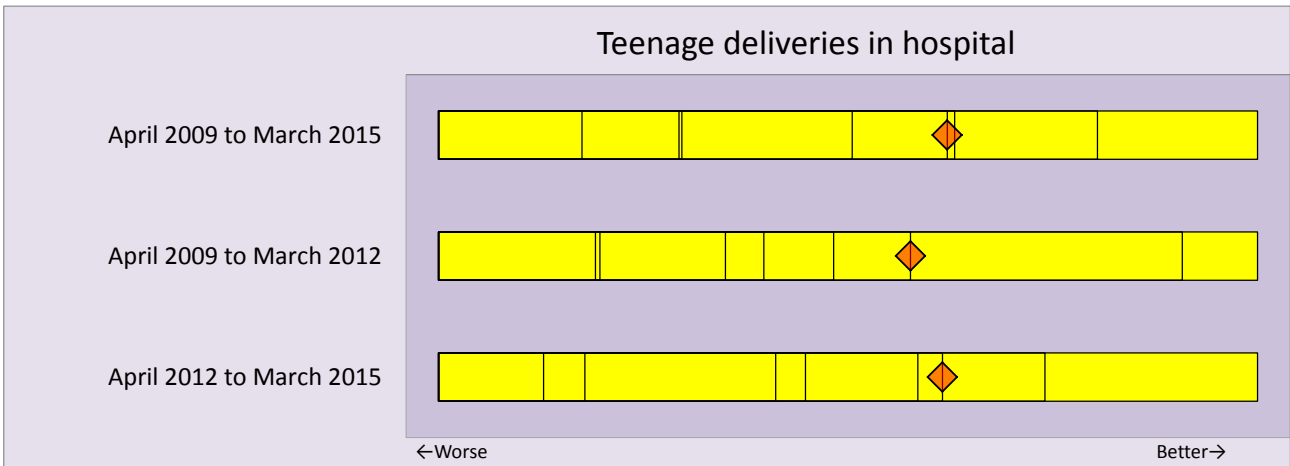 Teenage deliveries in hospital
April 2009 to March 2015
April 2009 to March 2012
April 2012 to March 2015
←Worse
Better→